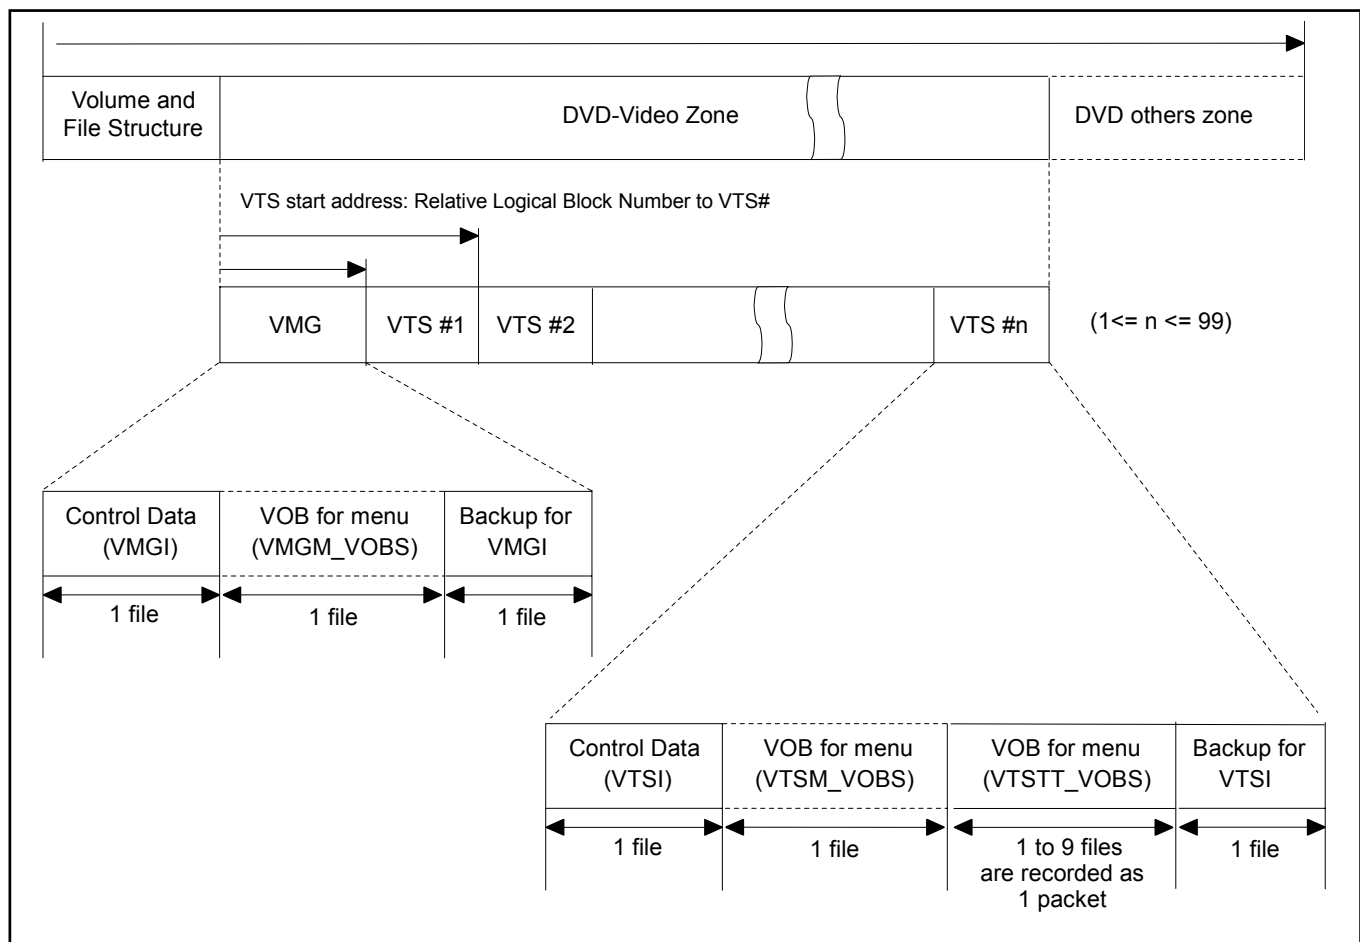 Volume and
File Structure
DVD-Video Zone
DVD others zone
VTS start address: Relative Logical Block Number to VTS#
VMG
VTS #1
VTS #2
VTS #n
(1<= n <= 99)
Control Data
(VMGI)
VOB for menu
(VMGM_VOBS)
Backup for
VMGI
1 file
1 file
1 file
Control Data
(VTSI)
VOB for menu
(VTSM_VOBS)
VOB for menu
(VTSTT_VOBS)
Backup for
VTSI
1 file
1 file
1 to 9 files
are recorded as
1 packet
1 file